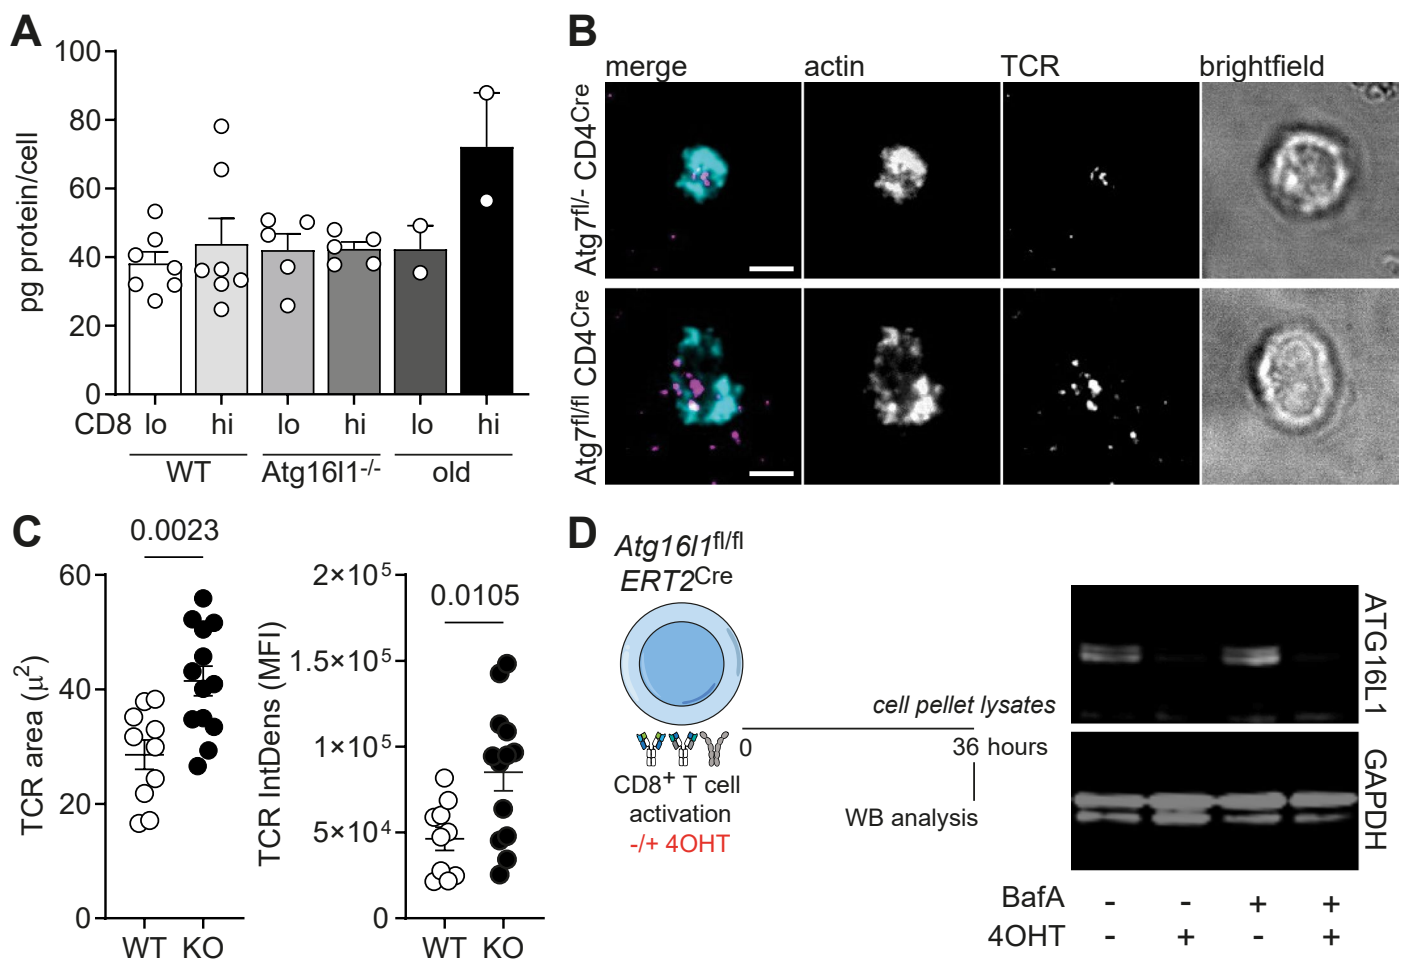 A
100
80
60
40
20
0
pg protein/cell
CD8 lo hi lo hi lo hi
WT Atg16l1-/- old
B
merge actin TCR brightfield
Atg7fl/- CD4Cre
Atg7fl/fl CD4Cre
C
0.0023
60
40
20
0
TCR area (μ2)
WT KO
0.0105
2×10⁵
1.5×10⁵
1×10⁵
5×10⁴
0
TCR IntDens (MFI)
WT KO
D
Atg16l1fl/fl
ERT2Cre
cell pellet lysates
0 36 hours
CD8+ T cell
activation
-/+ 4OHT
WB analysis
ATG16L1
GAPDH
BafA - - + +
4OHT - + - +